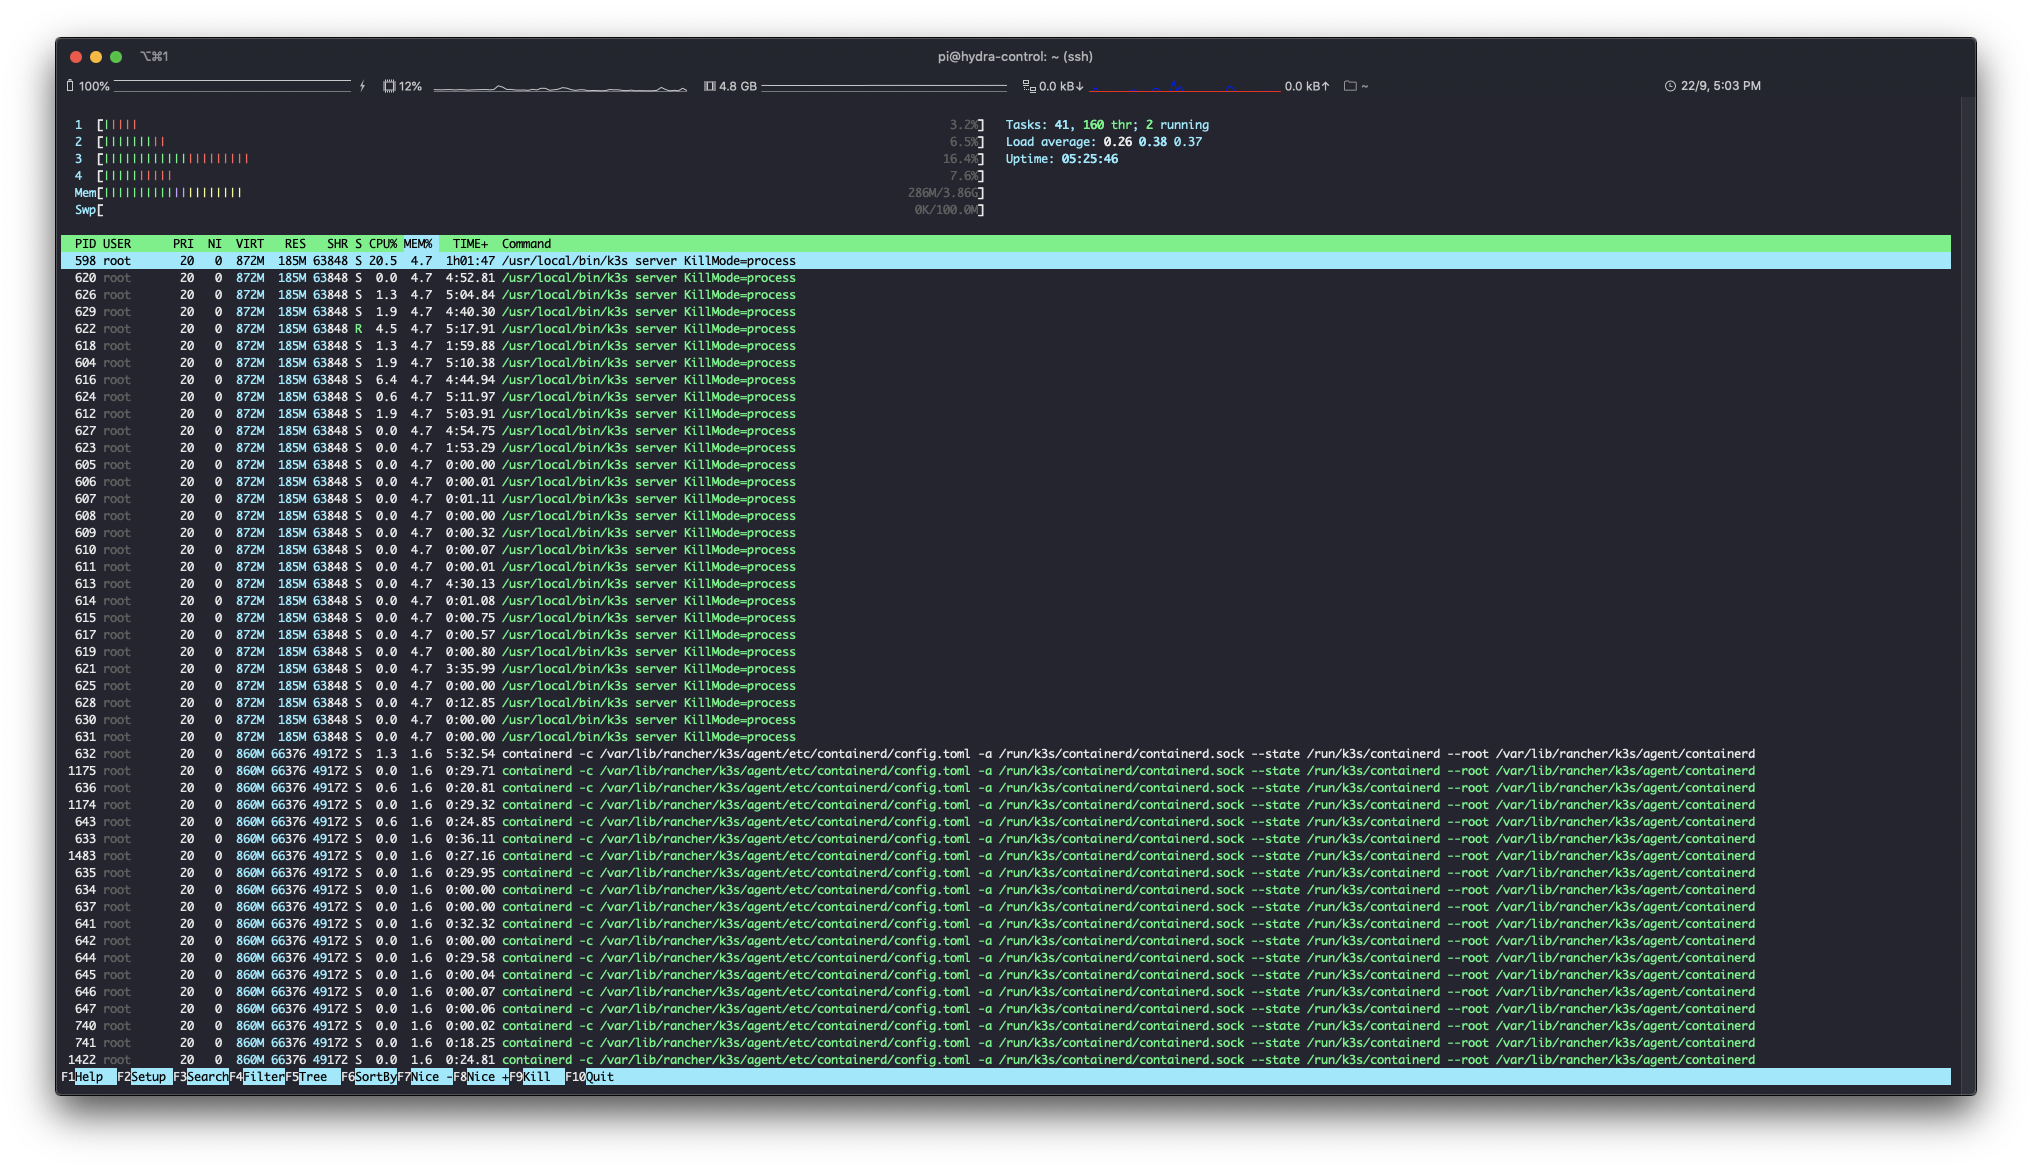 ⌥⌘1 pi@hydra-control: ~ (ssh)
100% 12% 4.8 GB 0.0 kB↓ 0.0 kB↑ ~ 22/9, 5:03 PM
1 [||||| 3.2%] Tasks: 41, 160 thr; 2 running
2 [||||||||| 6.5%] Load average: 0.26 0.38 0.37
3 [||||||||||||||||||||| 16.4%] Uptime: 05:25:46
4 [|||||||||| 7.6%]
Mem[|||||||||||||||||||| 286M/3.86G]
Swp[ 0K/100.0M]
PID USER PRI NI VIRT RES SHR S CPU% MEM% TIME+ Command
598 root 20 0 872M 185M 63848 S 20.5 4.7 1h01:47 /usr/local/bin/k3s server KillMode=process
620 root 20 0 872M 185M 63848 S 0.0 4.7 4:52.81 /usr/local/bin/k3s server KillMode=process
626 root 20 0 872M 185M 63848 S 1.3 4.7 5:04.84 /usr/local/bin/k3s server KillMode=process
629 root 20 0 872M 185M 63848 S 1.9 4.7 4:40.30 /usr/local/bin/k3s server KillMode=process
622 root 20 0 872M 185M 63848 R 4.5 4.7 5:17.91 /usr/local/bin/k3s server KillMode=process
618 root 20 0 872M 185M 63848 S 1.3 4.7 1:59.88 /usr/local/bin/k3s server KillMode=process
604 root 20 0 872M 185M 63848 S 1.9 4.7 5:10.38 /usr/local/bin/k3s server KillMode=process
616 root 20 0 872M 185M 63848 S 6.4 4.7 4:44.94 /usr/local/bin/k3s server KillMode=process
624 root 20 0 872M 185M 63848 S 0.6 4.7 5:11.97 /usr/local/bin/k3s server KillMode=process
612 root 20 0 872M 185M 63848 S 1.9 4.7 5:03.91 /usr/local/bin/k3s server KillMode=process
627 root 20 0 872M 185M 63848 S 0.0 4.7 4:54.75 /usr/local/bin/k3s server KillMode=process
623 root 20 0 872M 185M 63848 S 0.0 4.7 1:53.29 /usr/local/bin/k3s server KillMode=process
605 root 20 0 872M 185M 63848 S 0.0 4.7 0:00.00 /usr/local/bin/k3s server KillMode=process
606 root 20 0 872M 185M 63848 S 0.0 4.7 0:00.01 /usr/local/bin/k3s server KillMode=process
607 root 20 0 872M 185M 63848 S 0.0 4.7 0:01.11 /usr/local/bin/k3s server KillMode=process
608 root 20 0 872M 185M 63848 S 0.0 4.7 0:00.00 /usr/local/bin/k3s server KillMode=process
609 root 20 0 872M 185M 63848 S 0.0 4.7 0:00.32 /usr/local/bin/k3s server KillMode=process
610 root 20 0 872M 185M 63848 S 0.0 4.7 0:00.07 /usr/local/bin/k3s server KillMode=process
611 root 20 0 872M 185M 63848 S 0.0 4.7 0:00.01 /usr/local/bin/k3s server KillMode=process
613 root 20 0 872M 185M 63848 S 0.0 4.7 4:30.13 /usr/local/bin/k3s server KillMode=process
614 root 20 0 872M 185M 63848 S 0.0 4.7 0:01.08 /usr/local/bin/k3s server KillMode=process
615 root 20 0 872M 185M 63848 S 0.0 4.7 0:00.75 /usr/local/bin/k3s server KillMode=process
617 root 20 0 872M 185M 63848 S 0.0 4.7 0:00.57 /usr/local/bin/k3s server KillMode=process
619 root 20 0 872M 185M 63848 S 0.0 4.7 0:00.80 /usr/local/bin/k3s server KillMode=process
621 root 20 0 872M 185M 63848 S 0.0 4.7 3:35.99 /usr/local/bin/k3s server KillMode=process
625 root 20 0 872M 185M 63848 S 0.0 4.7 0:00.00 /usr/local/bin/k3s server KillMode=process
628 root 20 0 872M 185M 63848 S 0.0 4.7 0:12.85 /usr/local/bin/k3s server KillMode=process
630 root 20 0 872M 185M 63848 S 0.0 4.7 0:00.00 /usr/local/bin/k3s server KillMode=process
631 root 20 0 872M 185M 63848 S 0.0 4.7 0:00.00 /usr/local/bin/k3s server KillMode=process
632 root 20 0 860M 66376 49172 S 1.3 1.6 5:32.54 containerd -c /var/lib/rancher/k3s/agent/etc/containerd/config.toml -a /run/k3s/containerd/containerd.sock --state /run/k3s/containerd --root /var/lib/rancher/k3s/agent/containerd
1175 root 20 0 860M 66376 49172 S 0.0 1.6 0:29.71 containerd -c /var/lib/rancher/k3s/agent/etc/containerd/config.toml -a /run/k3s/containerd/containerd.sock --state /run/k3s/containerd --root /var/lib/rancher/k3s/agent/containerd
636 root 20 0 860M 66376 49172 S 0.6 1.6 0:20.81 containerd -c /var/lib/rancher/k3s/agent/etc/containerd/config.toml -a /run/k3s/containerd/containerd.sock --state /run/k3s/containerd --root /var/lib/rancher/k3s/agent/containerd
1174 root 20 0 860M 66376 49172 S 0.0 1.6 0:29.32 containerd -c /var/lib/rancher/k3s/agent/etc/containerd/config.toml -a /run/k3s/containerd/containerd.sock --state /run/k3s/containerd --root /var/lib/rancher/k3s/agent/containerd
643 root 20 0 860M 66376 49172 S 0.6 1.6 0:24.85 containerd -c /var/lib/rancher/k3s/agent/etc/containerd/config.toml -a /run/k3s/containerd/containerd.sock --state /run/k3s/containerd --root /var/lib/rancher/k3s/agent/containerd
633 root 20 0 860M 66376 49172 S 0.0 1.6 0:36.11 containerd -c /var/lib/rancher/k3s/agent/etc/containerd/config.toml -a /run/k3s/containerd/containerd.sock --state /run/k3s/containerd --root /var/lib/rancher/k3s/agent/containerd
1483 root 20 0 860M 66376 49172 S 0.0 1.6 0:27.16 containerd -c /var/lib/rancher/k3s/agent/etc/containerd/config.toml -a /run/k3s/containerd/containerd.sock --state /run/k3s/containerd --root /var/lib/rancher/k3s/agent/containerd
635 root 20 0 860M 66376 49172 S 0.0 1.6 0:29.95 containerd -c /var/lib/rancher/k3s/agent/etc/containerd/config.toml -a /run/k3s/containerd/containerd.sock --state /run/k3s/containerd --root /var/lib/rancher/k3s/agent/containerd
634 root 20 0 860M 66376 49172 S 0.0 1.6 0:00.00 containerd -c /var/lib/rancher/k3s/agent/etc/containerd/config.toml -a /run/k3s/containerd/containerd.sock --state /run/k3s/containerd --root /var/lib/rancher/k3s/agent/containerd
637 root 20 0 860M 66376 49172 S 0.0 1.6 0:00.00 containerd -c /var/lib/rancher/k3s/agent/etc/containerd/config.toml -a /run/k3s/containerd/containerd.sock --state /run/k3s/containerd --root /var/lib/rancher/k3s/agent/containerd
641 root 20 0 860M 66376 49172 S 0.0 1.6 0:32.32 containerd -c /var/lib/rancher/k3s/agent/etc/containerd/config.toml -a /run/k3s/containerd/containerd.sock --state /run/k3s/containerd --root /var/lib/rancher/k3s/agent/containerd
642 root 20 0 860M 66376 49172 S 0.0 1.6 0:00.00 containerd -c /var/lib/rancher/k3s/agent/etc/containerd/config.toml -a /run/k3s/containerd/containerd.sock --state /run/k3s/containerd --root /var/lib/rancher/k3s/agent/containerd
644 root 20 0 860M 66376 49172 S 0.0 1.6 0:29.58 containerd -c /var/lib/rancher/k3s/agent/etc/containerd/config.toml -a /run/k3s/containerd/containerd.sock --state /run/k3s/containerd --root /var/lib/rancher/k3s/agent/containerd
645 root 20 0 860M 66376 49172 S 0.0 1.6 0:00.04 containerd -c /var/lib/rancher/k3s/agent/etc/containerd/config.toml -a /run/k3s/containerd/containerd.sock --state /run/k3s/containerd --root /var/lib/rancher/k3s/agent/containerd
646 root 20 0 860M 66376 49172 S 0.0 1.6 0:00.07 containerd -c /var/lib/rancher/k3s/agent/etc/containerd/config.toml -a /run/k3s/containerd/containerd.sock --state /run/k3s/containerd --root /var/lib/rancher/k3s/agent/containerd
647 root 20 0 860M 66376 49172 S 0.0 1.6 0:00.06 containerd -c /var/lib/rancher/k3s/agent/etc/containerd/config.toml -a /run/k3s/containerd/containerd.sock --state /run/k3s/containerd --root /var/lib/rancher/k3s/agent/containerd
740 root 20 0 860M 66376 49172 S 0.0 1.6 0:00.02 containerd -c /var/lib/rancher/k3s/agent/etc/containerd/config.toml -a /run/k3s/containerd/containerd.sock --state /run/k3s/containerd --root /var/lib/rancher/k3s/agent/containerd
741 root 20 0 860M 66376 49172 S 0.0 1.6 0:18.25 containerd -c /var/lib/rancher/k3s/agent/etc/containerd/config.toml -a /run/k3s/containerd/containerd.sock --state /run/k3s/containerd --root /var/lib/rancher/k3s/agent/containerd
1422 root 20 0 860M 66376 49172 S 0.0 1.6 0:24.81 containerd -c /var/lib/rancher/k3s/agent/etc/containerd/config.toml -a /run/k3s/containerd/containerd.sock --state /run/k3s/containerd --root /var/lib/rancher/k3s/agent/containerd
F1Help F2Setup F3SearchF4FilterF5Tree F6SortByF7Nice -F8Nice +F9Kill F10Quit